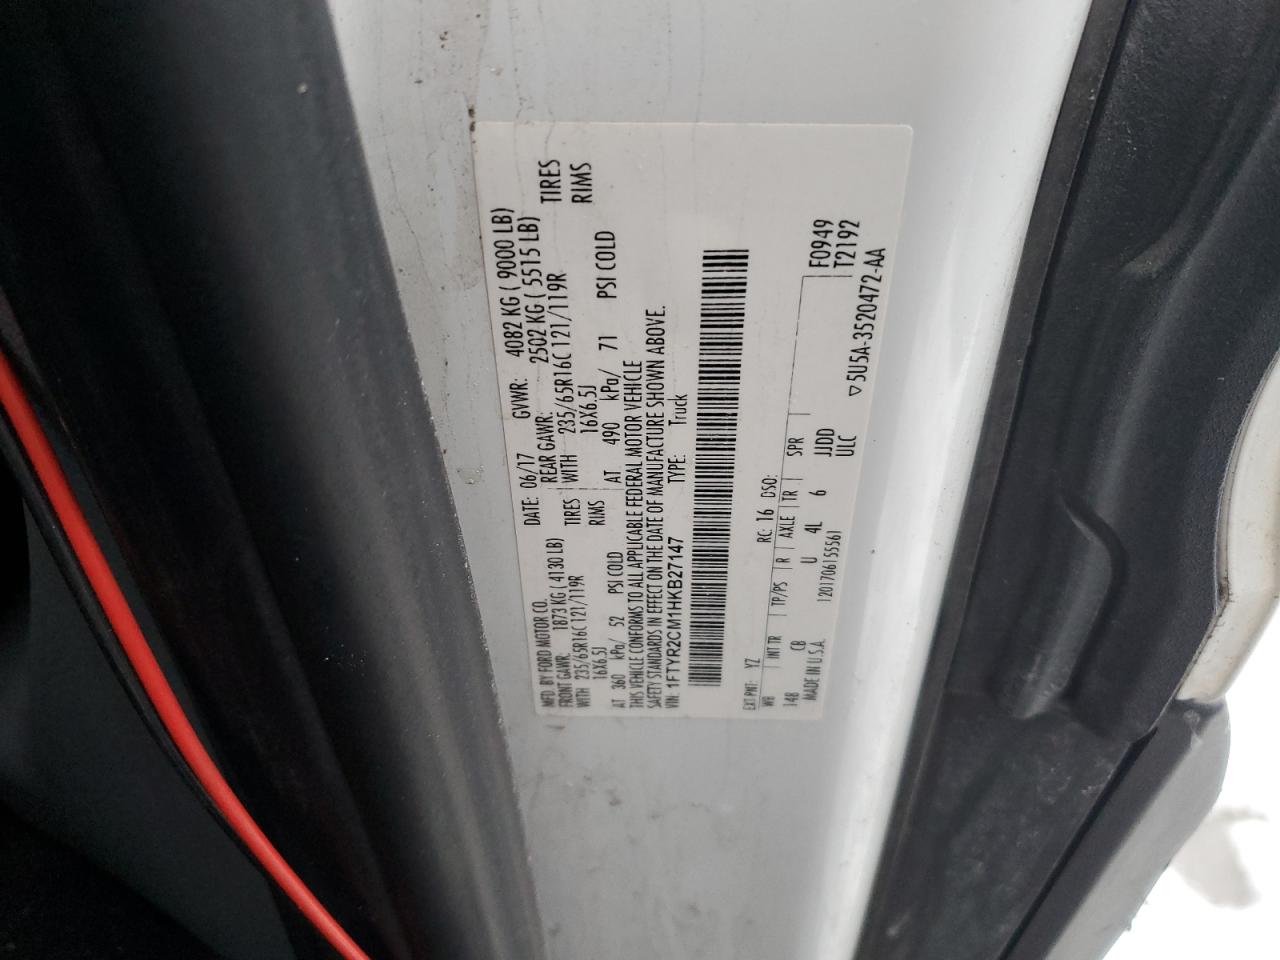 MFD. BY FORD MOTOR CO. DATE: 06/17 GVWR: 4082 KG ( 9000 LB)
FRONT GAWR: 1873 KG ( 4130 LB) REAR GAWR: 2502 KG ( 5515 LB)
WITH 235/65R16C 121/119R TIRES WITH 235/65R16C 121/119R TIRES
16X6.5J RIMS 16X6.5J RIMS
AT 360 kPa/ 52 PSI COLD AT 490 kPa/ 71 PSI COLD
THIS VEHICLE CONFORMS TO ALL APPLICABLE FEDERAL MOTOR VEHICLE
SAFETY STANDARDS IN EFFECT ON THE DATE OF MANUFACTURE SHOWN ABOVE.
VIN: 1FTYR2CM1HKB27147 TYPE: Truck
EXT PNT: YZ RC: 16 DSO:
WB INT TR TP/PS R AXLE TR SPR F0949
148 CB U 4L 6 JJDD T2192
MADE IN U.S.A. 120170615561 ULC
▽5U5A-3520472-AA